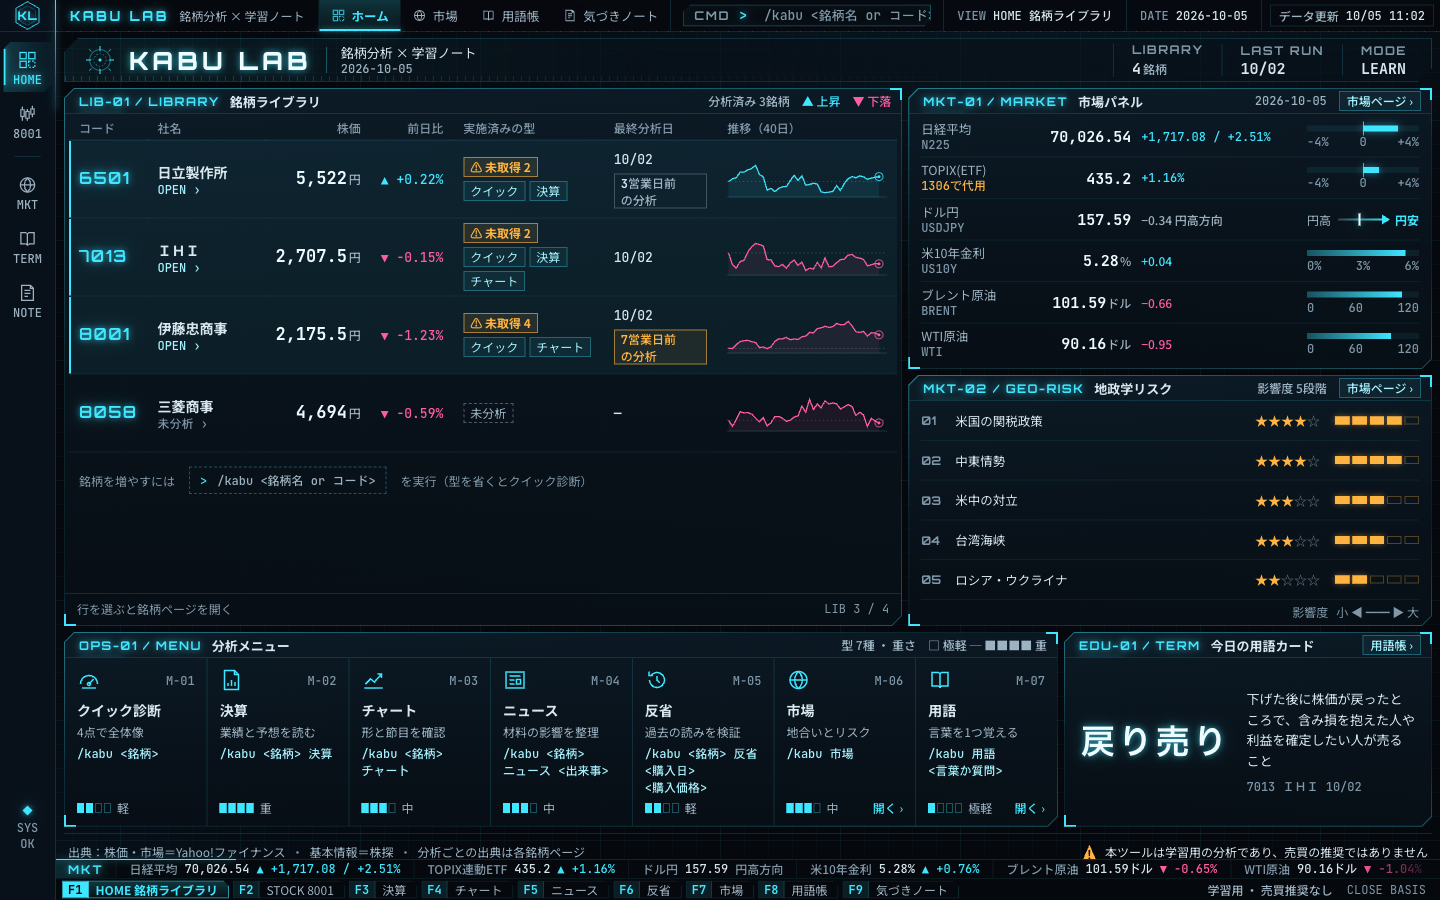 KL KABU LAB 銘柄分析 × 学習ノート ホーム 市場 用語帳 気づきノート CMD > /kabu <銘柄名 or コード> VIEW HOME 銘柄ライブラリ DATE 2026-10-05 データ更新 10/05 11:02
HOME
8001
MKT
TERM
NOTE
SYS
OK
KABU LAB 銘柄分析 × 学習ノート
2026-10-05
LIBRARY LAST RUN MODE
4銘柄 10/02 LEARN
LIB-01 / LIBRARY 銘柄ライブラリ 分析済み 3銘柄 ▲ 上昇 ▼ 下落
コード 社名 株価 前日比 実施済みの型 最終分析日 推移（40日）
6501 日立製作所 OPEN › 5,522円 ▲ +0.22% ⚠ 未取得 2 クイック 決算 10/02 3営業日前の分析
7013 ＩＨＩ OPEN › 2,707.5円 ▼ -0.15% ⚠ 未取得 2 クイック 決算 チャート 10/02
8001 伊藤忠商事 OPEN › 2,175.5円 ▼ -1.23% ⚠ 未取得 4 クイック チャート 10/02 7営業日前の分析
8058 三菱商事 未分析 › 4,694円 ▼ -0.59% 未分析 —
銘柄を増やすには > /kabu <銘柄名 or コード> を実行（型を省くとクイック診断）
行を選ぶと銘柄ページを開く LIB 3 / 4
MKT-01 / MARKET 市場パネル 2026-10-05 市場ページ ›
日経平均 N225 70,026.54 +1,717.08 / +2.51% -4% 0 +4%
TOPIX(ETF) 1306で代用 435.2 +1.16% -4% 0 +4%
ドル円 USDJPY 157.59 −0.34 円高方向 円高 円安
米10年金利 US10Y 5.28% +0.04 0% 3% 6%
ブレント原油 BRENT 101.59ドル −0.66 0 60 120
WTI原油 WTI 90.16ドル −0.95 0 60 120
MKT-02 / GEO-RISK 地政学リスク 影響度 5段階 市場ページ ›
01 米国の関税政策 ★★★★☆
02 中東情勢 ★★★★☆
03 米中の対立 ★★★☆☆
04 台湾海峡 ★★★☆☆
05 ロシア・ウクライナ ★★☆☆☆
影響度 小 ◀ ── ▶ 大
OPS-01 / MENU 分析メニュー 型 7種 ・ 重さ □ 極軽 — ■■■■ 重
M-01 クイック診断
4点で全体像
/kabu <銘柄>
軽
M-02 決算
業績と予想を読む
/kabu <銘柄> 決算
重
M-03 チャート
形と節目を確認
/kabu <銘柄>
チャート
中
M-04 ニュース
材料の影響を整理
/kabu <銘柄>
ニュース <出来事>
中
M-05 反省
過去の読みを検証
/kabu <銘柄> 反省
<購入日>
<購入価格>
軽
M-06 市場
地合いとリスク
/kabu 市場
中 開く ›
M-07 用語
言葉を1つ覚える
/kabu 用語
<言葉か質問>
極軽 開く ›
EDU-01 / TERM 今日の用語カード 用語帳 ›
戻り売り
下げた後に株価が戻ったと
ころで、含み損を抱えた人や
利益を確定したい人が売る
こと
7013 ＩＨＩ 10/02
出典：株価・市場＝Yahoo!ファイナンス ・ 基本情報＝株探 ・ 分析ごとの出典は各銘柄ページ ⚠ 本ツールは学習用の分析であり、売買の推奨ではありません
MKT 日経平均 70,026.54 ▲ +1,717.08 / +2.51% TOPIX連動ETF 435.2 ▲ +1.16% ドル円 157.59 円高方向 米10年金利 5.28% ▲ +0.76% ブレント原油 101.59ドル ▼ -0.65% WTI原油 90.16ドル ▼ -1.04%
F1 HOME 銘柄ライブラリ F2 STOCK 8001 F3 決算 F4 チャート F5 ニュース F6 反省 F7 市場 F8 用語帳 F9 気づきノート 学習用 ・ 売買推奨なし CLOSE BASIS